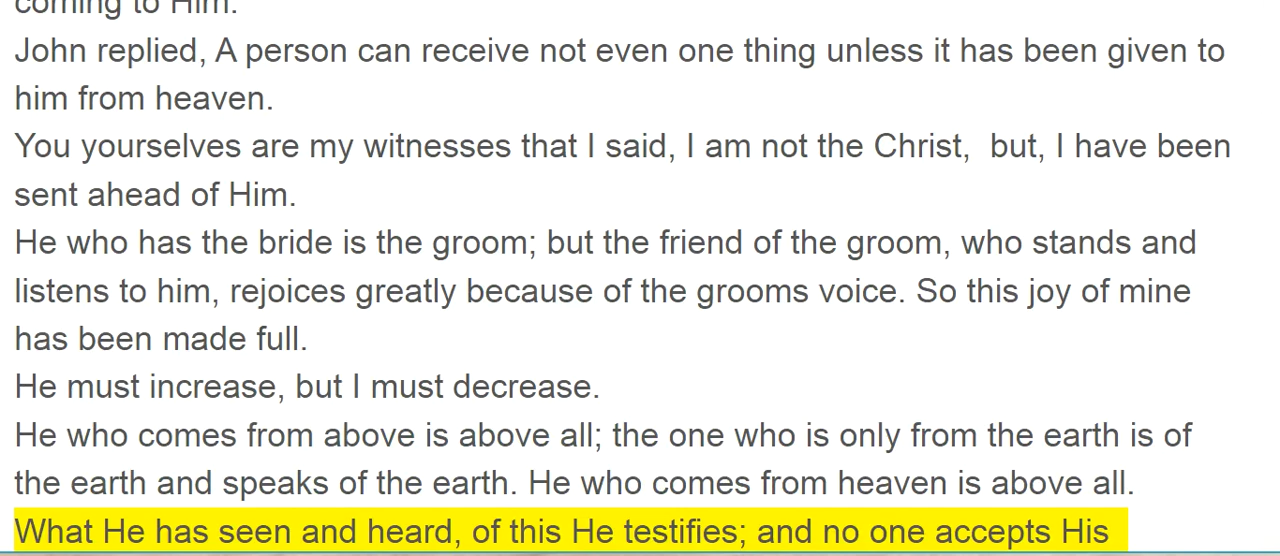 coming to Him.
John replied, A person can receive not even one thing unless it has been given to
him from heaven.
You yourselves are my witnesses that I said, I am not the Christ,  but, I have been
sent ahead of Him.
He who has the bride is the groom; but the friend of the groom, who stands and
listens to him, rejoices greatly because of the grooms voice. So this joy of mine
has been made full.
He must increase, but I must decrease.
He who comes from above is above all; the one who is only from the earth is of
the earth and speaks of the earth. He who comes from heaven is above all.
What He has seen and heard, of this He testifies; and no one accepts His